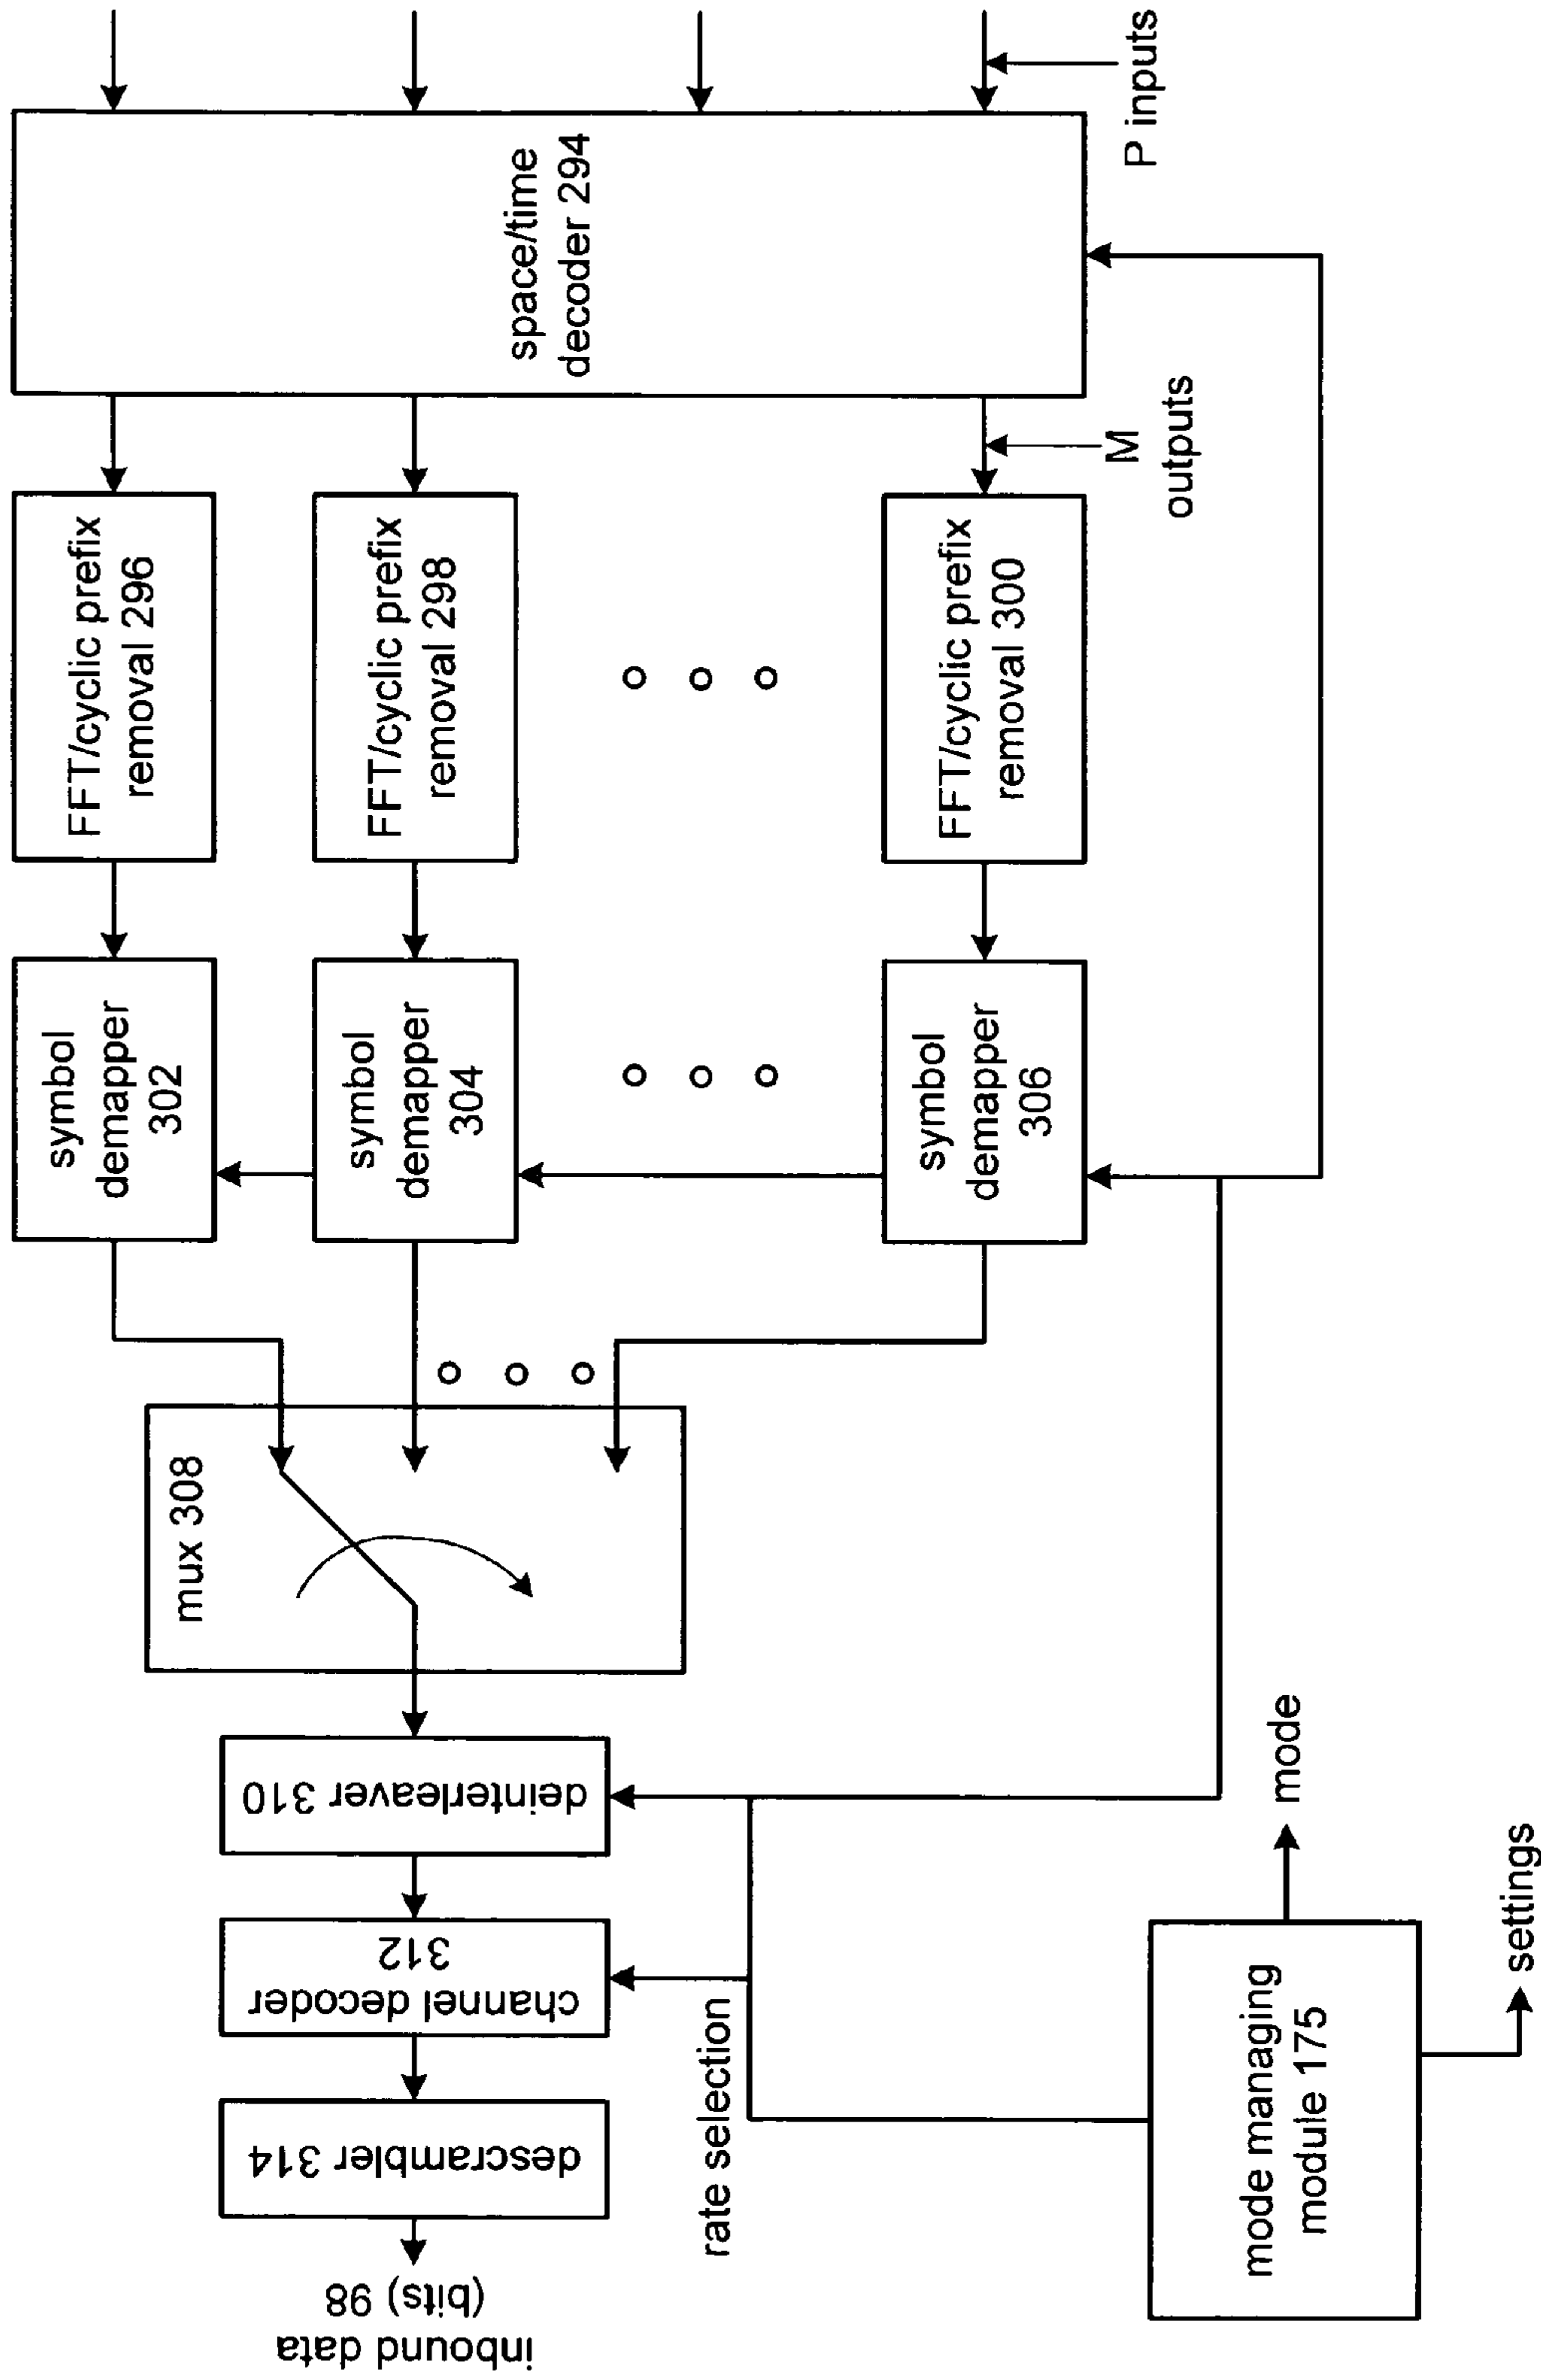 P inputs
space/time
decoder 294
M
outputs
FFT/cyclic prefix
removal 296
FFT/cyclic prefix
removal 298
FFT/cyclic prefix
removal 300
symbol
demapper
302
symbol
demapper
304
symbol
demapper
306
mux 308
deinterleaver 310
channel decoder
312
descrambler 314
inbound data
(bits) 98
rate selection
mode managing
module 175
mode
settings